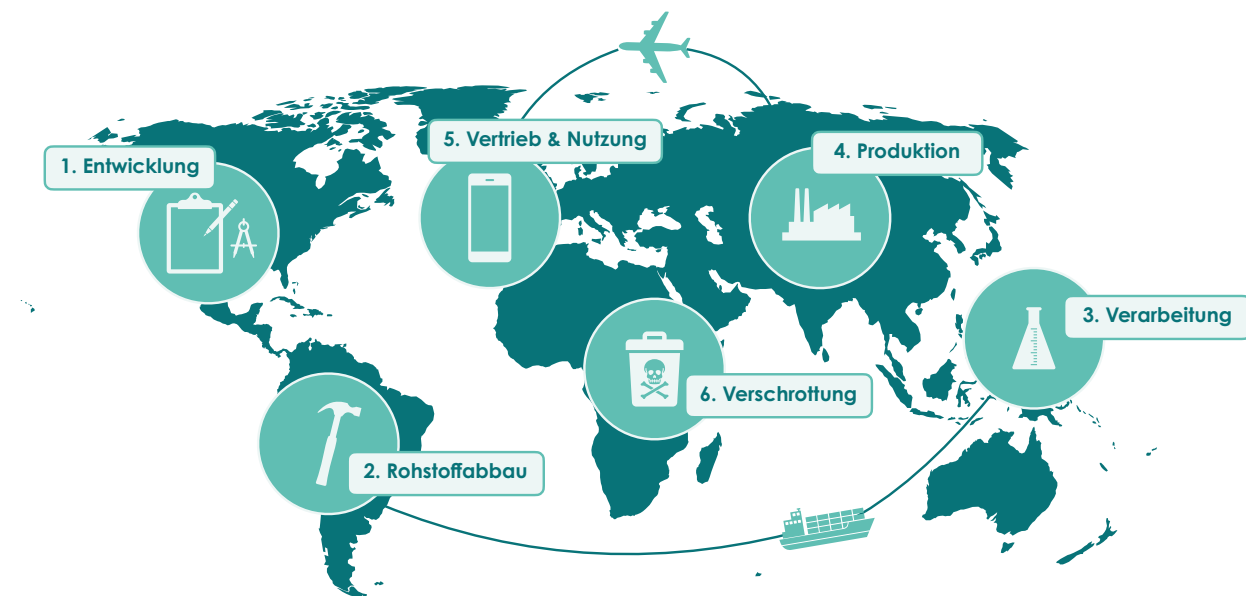 1. Entwicklung
2. Rohstoffabbau
3. Verarbeitung
4. Produktion
5. Vertrieb & Nutzung
6. Verschrottung